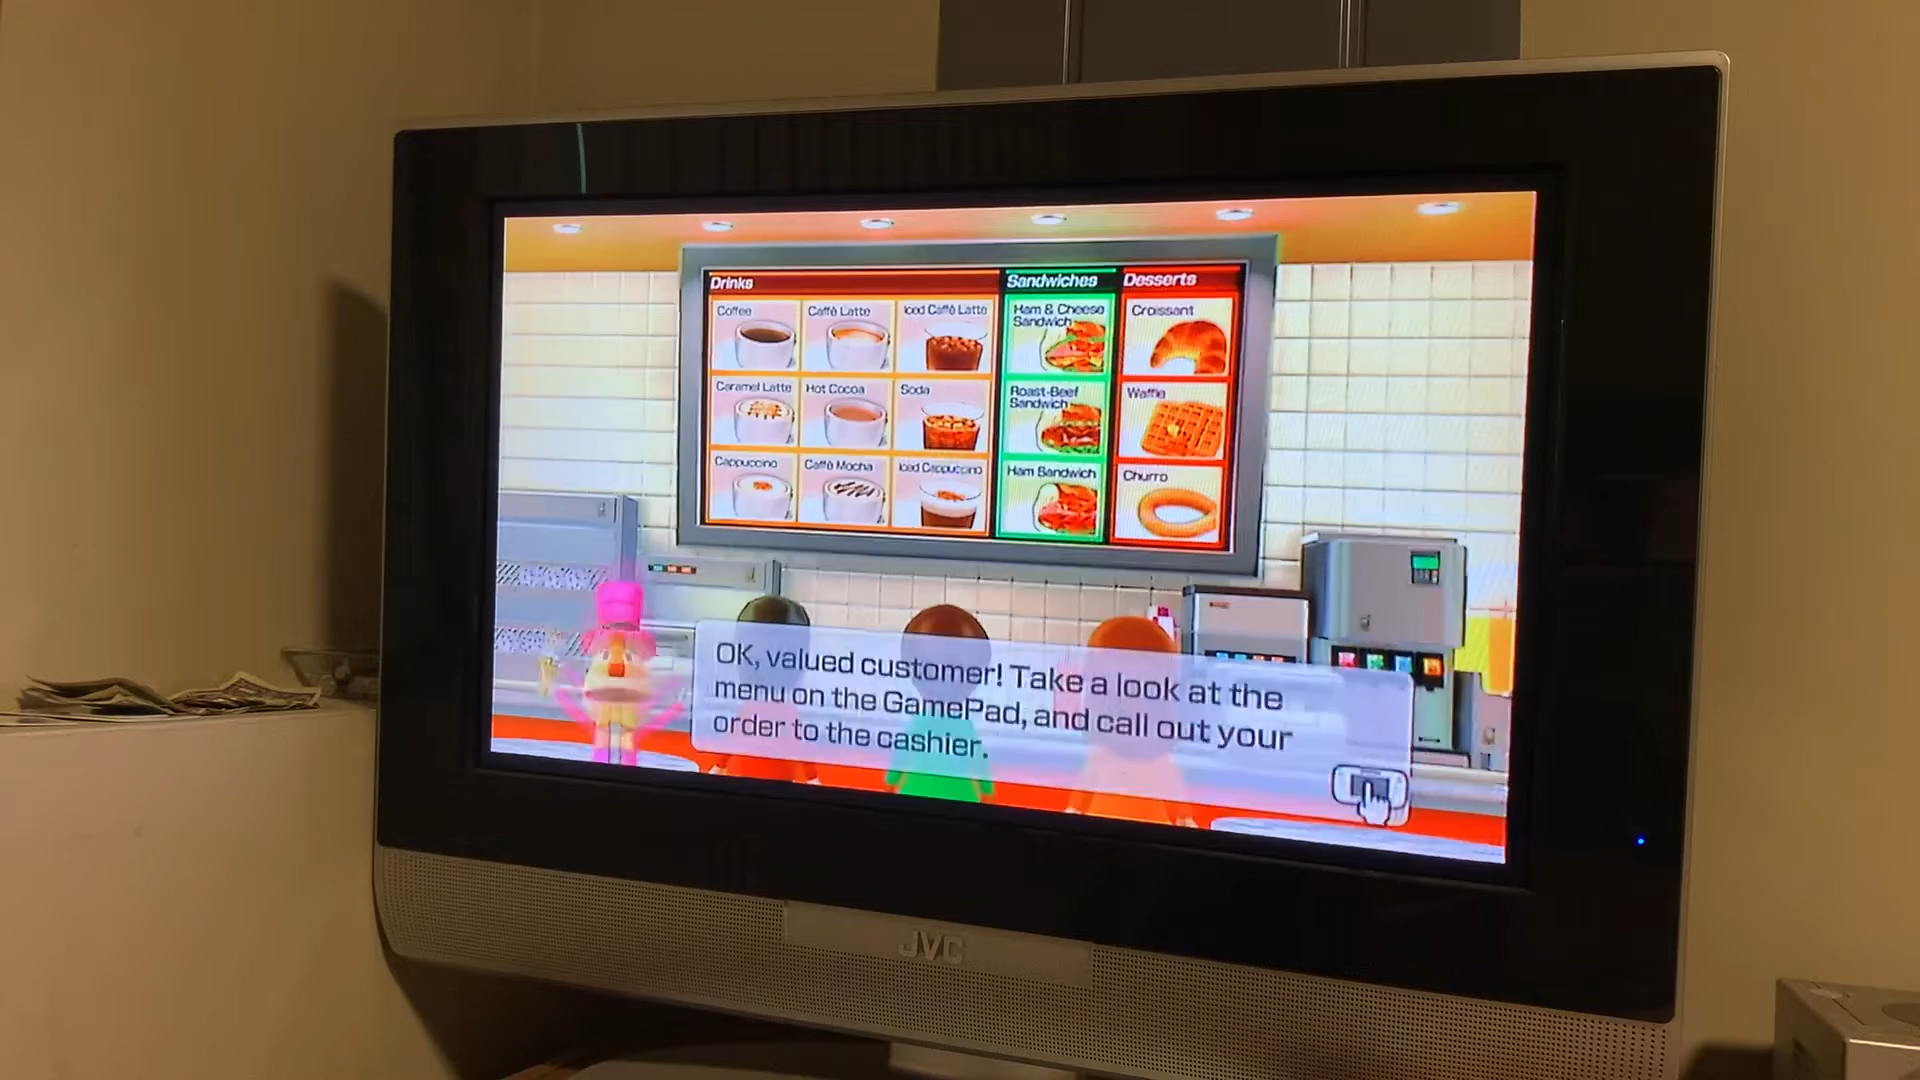 Drinks
Sandwiches
Desserts
Coffee
Caffè Latte
Iced Caffè Latte
Ham & Cheese
Sandwich
Croissant
Caramel Latte
Hot Cocoa
Soda
Roast-Beef
Sandwich
Waffle
Cappuccino
Caffè Mocha
Iced Cappuccino
Ham Sandwich
Churro
OK, valued customer! Take a look at the
menu on the GamePad, and call out your
order to the cashier.
JVC